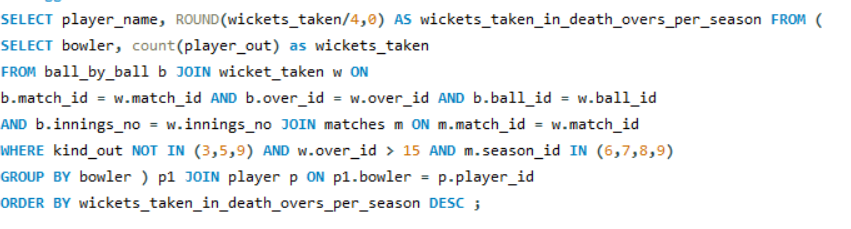 SELECT player_name, ROUND(wickets_taken/4,0) AS wickets_taken_in_death_overs_per_season FROM (
SELECT bowler, count(player_out) as wickets_taken
FROM ball_by_ball b JOIN wicket_taken w ON
b.match_id = w.match_id AND b.over_id = w.over_id AND b.ball_id = w.ball_id
AND b.innings_no = w.innings_no JOIN matches m ON m.match_id = w.match_id
WHERE kind_out NOT IN (3,5,9) AND w.over_id > 15 AND m.season_id IN (6,7,8,9)
GROUP BY bowler ) p1 JOIN player p ON p1.bowler = p.player_id
ORDER BY wickets_taken_in_death_overs_per_season DESC ;